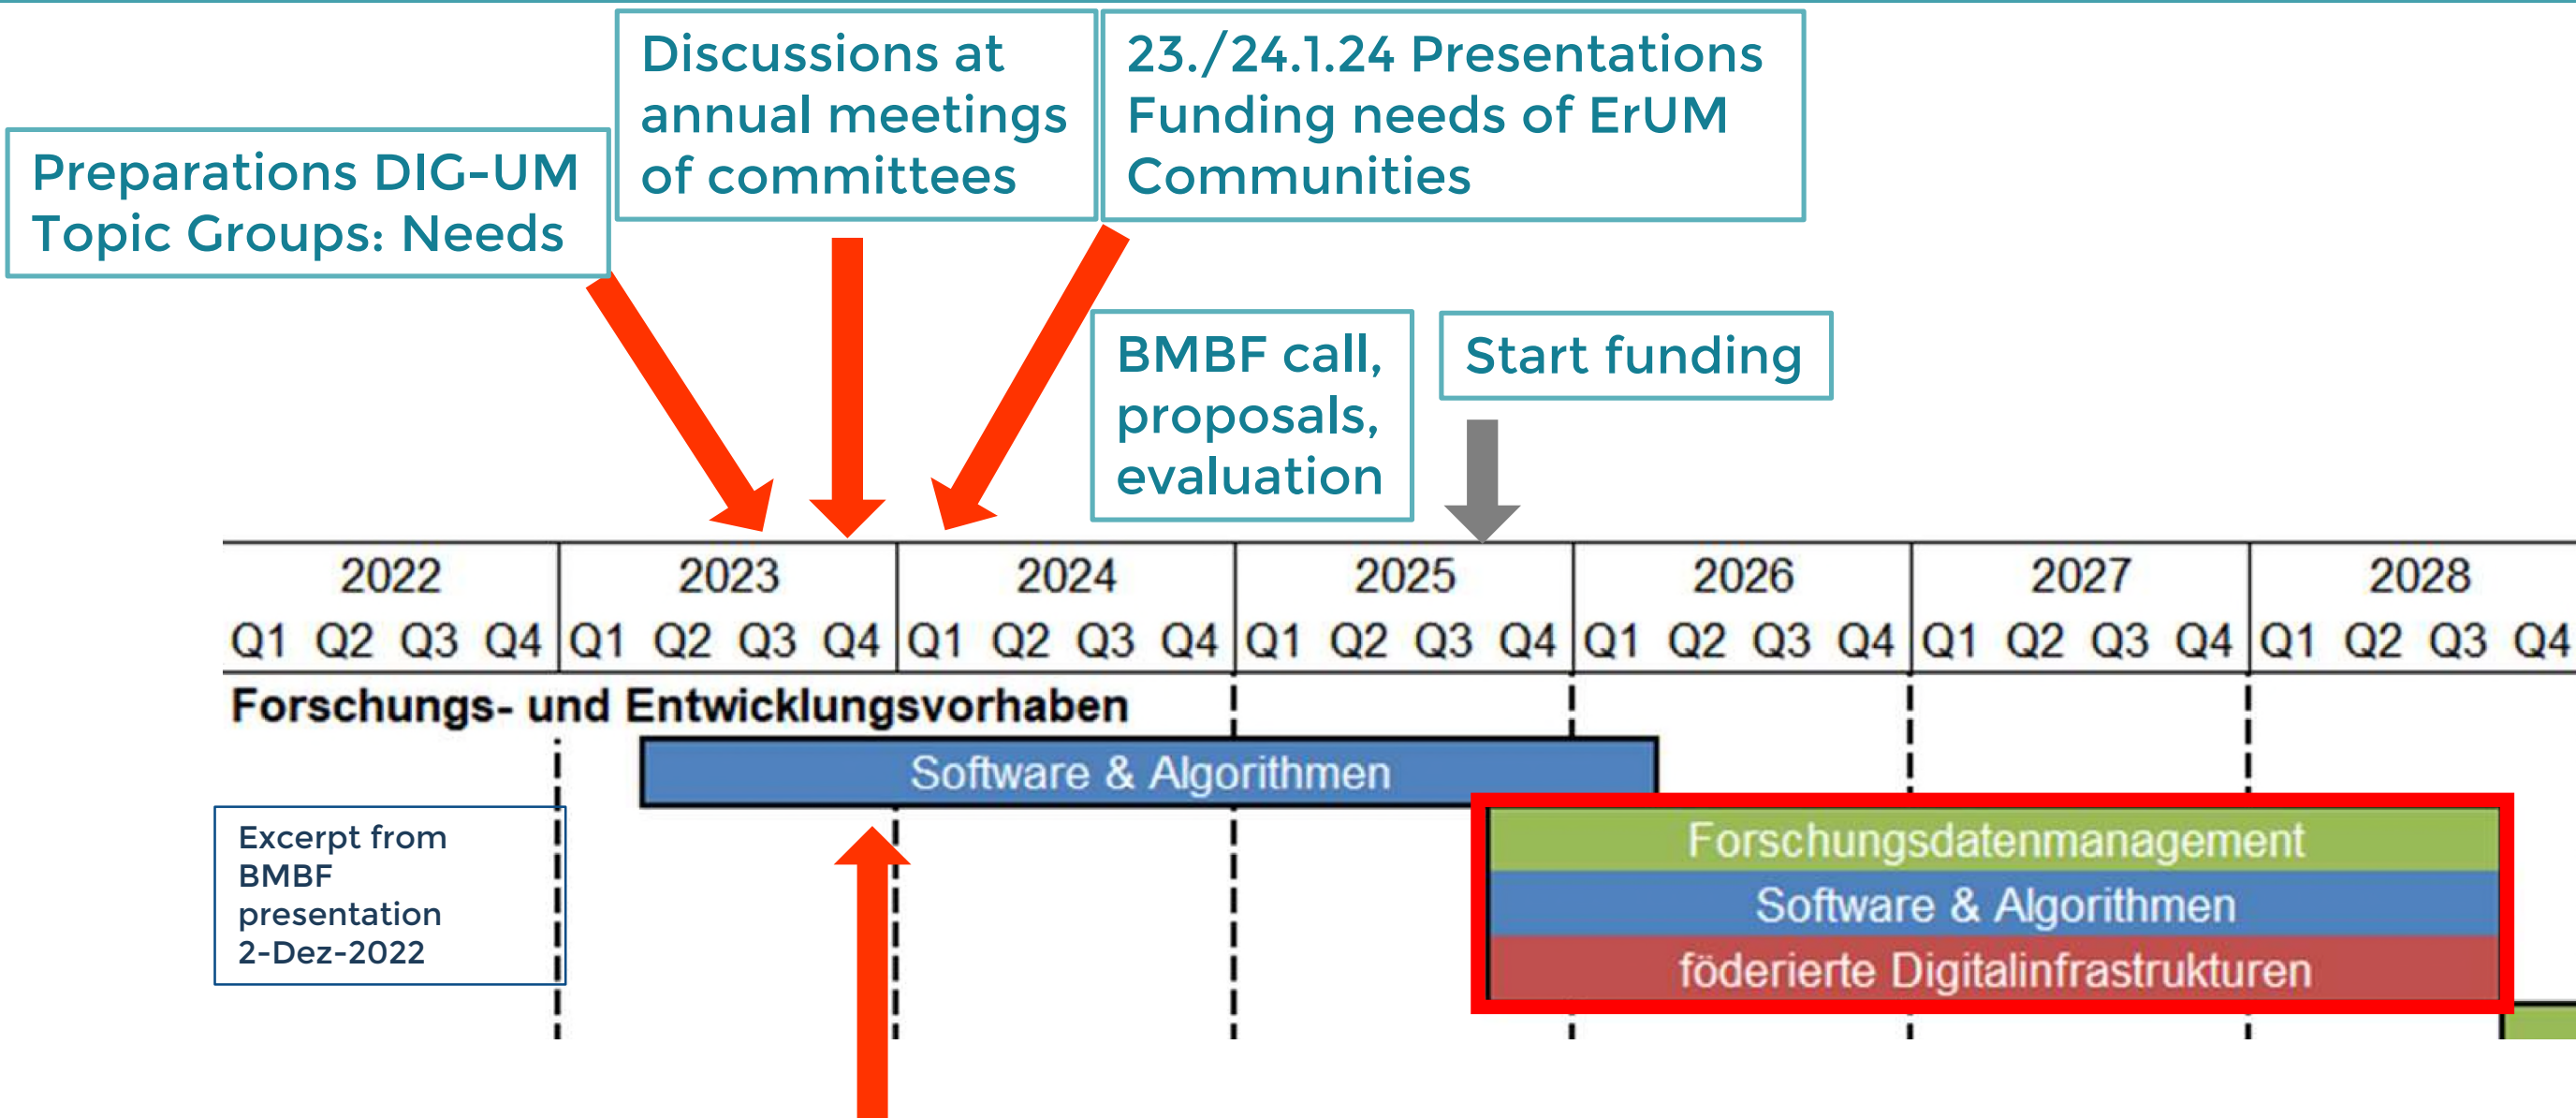 Preparations DIG-UM
Topic Groups: Needs
Discussions at
annual meetings
of committees
23./24.1.24 Presentations
Funding needs of ErUM
Communities
BMBF call,
proposals,
evaluation
Start funding
2022 2023 2024 2025 2026 2027 2028
Q1 Q2 Q3 Q4 Q1 Q2 Q3 Q4 Q1 Q2 Q3 Q4 Q1 Q2 Q3 Q4 Q1 Q2 Q3 Q4 Q1 Q2 Q3 Q4 Q1 Q2 Q3 Q4
Forschungs- und Entwicklungsvorhaben
Software & Algorithmen
Excerpt from
BMBF
presentation
2-Dez-2022
Forschungsdatenmanagement
Software & Algorithmen
föderierte Digitalinfrastrukturen